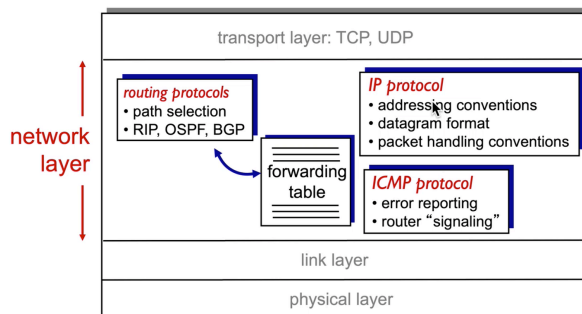 transport layer: TCP, UDP
network
layer
routing protocols
• path selection
• RIP, OSPF, BGP
forwarding
table
IP protocol
• addressing conventions
• datagram format
• packet handling conventions
ICMP protocol
• error reporting
• router “signaling”
link layer
physical layer